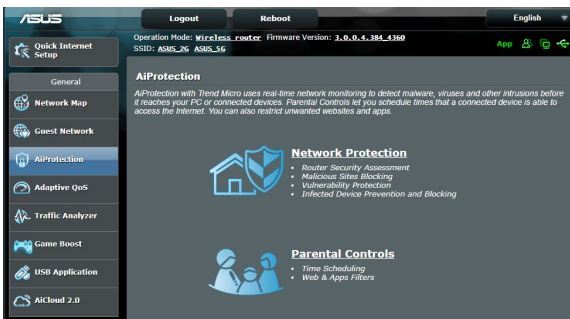 ASUS
Logout
Reboot
English
Quick Internet
Setup
Operation Mode: Wireless router Firmware Version: 3.0.0.4.384_4360
SSID: ASUS_2G ASUS_5G
App
General
Network Map
Guest Network
AiProtection
Adaptive QoS
Traffic Analyzer
Game Boost
USB Application
AiCloud 2.0
AiProtection
AiProtection with Trend Micro uses real-time network monitoring to detect malware, viruses and other intrusions before
it reaches your PC or connected devices. Parental Controls let you schedule times that a connected device is able to
access the Internet. You can also restrict unwanted websites and apps.
Network Protection
• Router Security Assessment
• Malicious Sites Blocking
• Vulnerability Protection
• Infected Device Prevention and Blocking
Parental Controls
• Time Scheduling
• Web & Apps Filters